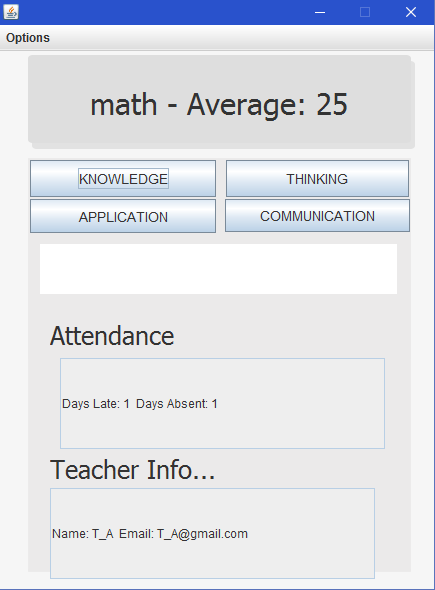 Options
math - Average: 25
KNOWLEDGE
THINKING
APPLICATION
COMMUNICATION
Attendance
Days Late: 1 Days Absent: 1
Teacher Info...
Name: T_A Email: T_A@gmail.com